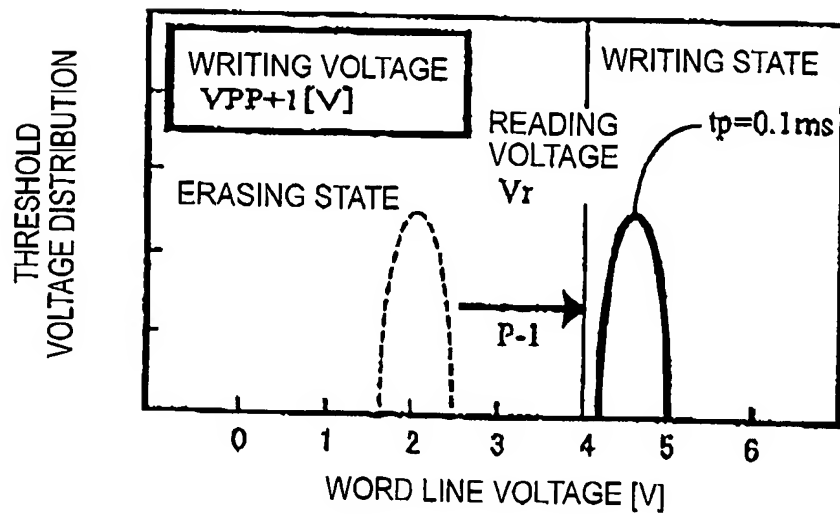 WRITING VOLTAGE
VPP+1 [V]
WRITING STATE
READING
VOLTAGE
Vr
tp=0.1ms
ERASING STATE
P-1
THRESHOLD
VOLTAGE DISTRIBUTION
0 1 2 3 4 5 6
WORD LINE VOLTAGE [V]